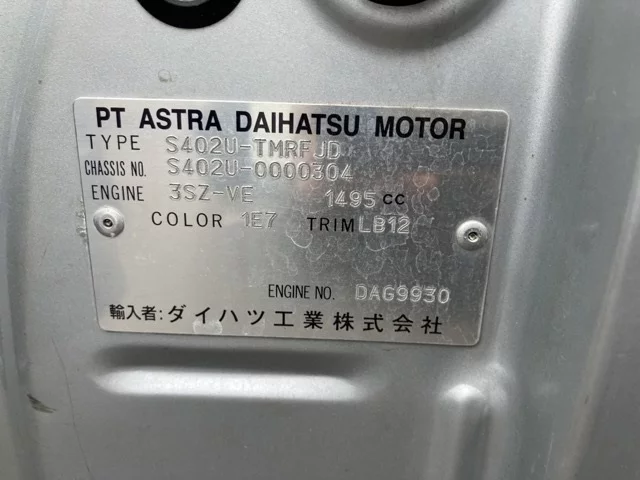 PT ASTRA DAIHATSU MOTOR
TYPE S402U-TMRFJD
CHASSIS NO. S402U-0000304
ENGINE 3SZ-VE 1495 CC
COLOR 1E7 TRIM LB12
ENGINE NO. DAG9930
輸入者: ダイハツ工業株式会社